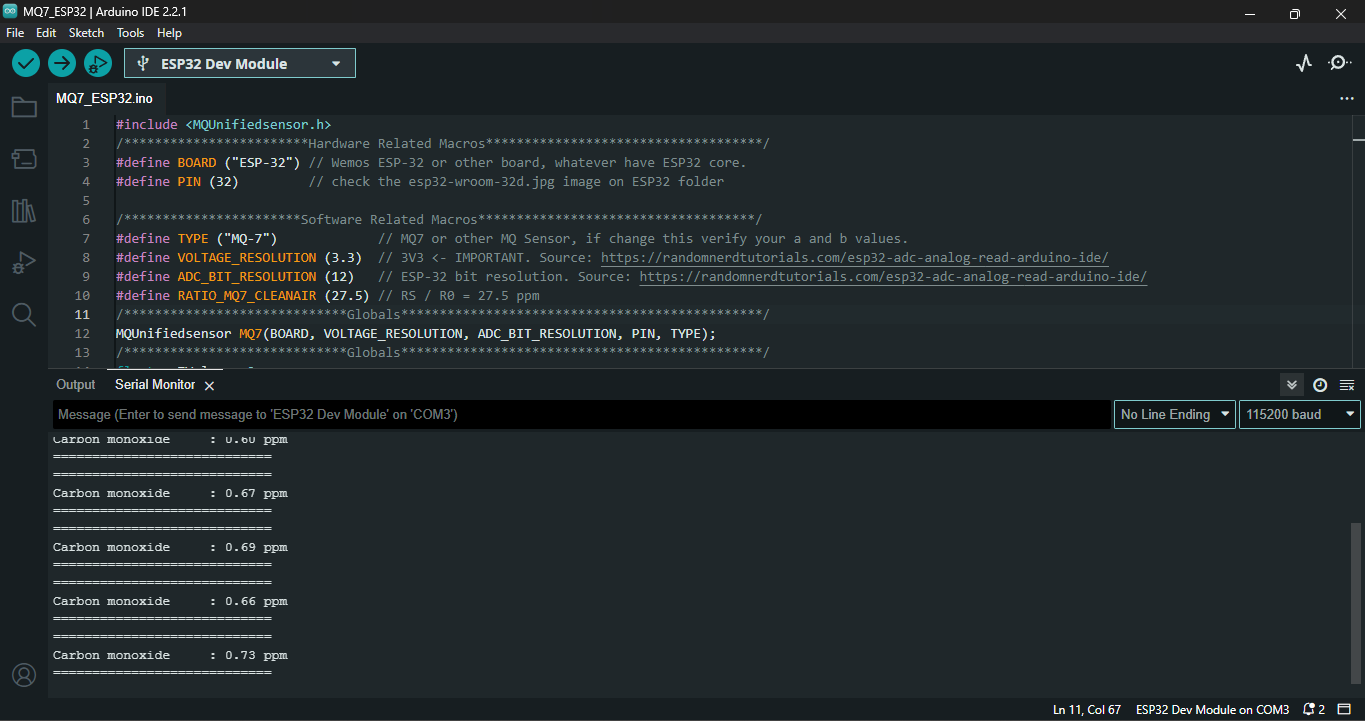 MQ7_ESP32 | Arduino IDE 2.2.1
File Edit Sketch Tools Help
ESP32 Dev Module
MQ7_ESP32.ino
1 #include <MQUnifiedsensor.h>
2 /************************Hardware Related Macros************************************/
3 #define BOARD ("ESP-32") // Wemos ESP-32 or other board, whatever have ESP32 core.
4 #define PIN (32) // check the esp32-wroom-32d.jpg image on ESP32 folder
5
6 /***********************Software Related Macros************************************/
7 #define TYPE ("MQ-7") // MQ7 or other MQ Sensor, if change this verify your a and b values.
8 #define VOLTAGE_RESOLUTION (3.3) // 3V3 <- IMPORTANT. Source: https://randomnerdtutorials.com/esp32-adc-analog-read-arduino-ide/
9 #define ADC_BIT_RESOLUTION (12) // ESP-32 bit resolution. Source: https://randomnerdtutorials.com/esp32-adc-analog-read-arduino-ide/
10 #define RATIO_MQ7_CLEANAIR (27.5) // RS / R0 = 27.5 ppm
11 /*****************************Globals***********************************************/
12 MQUnifiedsensor MQ7(BOARD, VOLTAGE_RESOLUTION, ADC_BIT_RESOLUTION, PIN, TYPE);
13 /*****************************Globals***********************************************/
Output Serial Monitor
Message (Enter to send message to 'ESP32 Dev Module' on 'COM3')
No Line Ending
115200 baud
Carbon monoxide : 0.60 ppm
============================
============================
Carbon monoxide : 0.67 ppm
============================
============================
Carbon monoxide : 0.69 ppm
============================
============================
Carbon monoxide : 0.66 ppm
============================
============================
Carbon monoxide : 0.73 ppm
============================
Ln 11, Col 67 ESP32 Dev Module on COM3 2